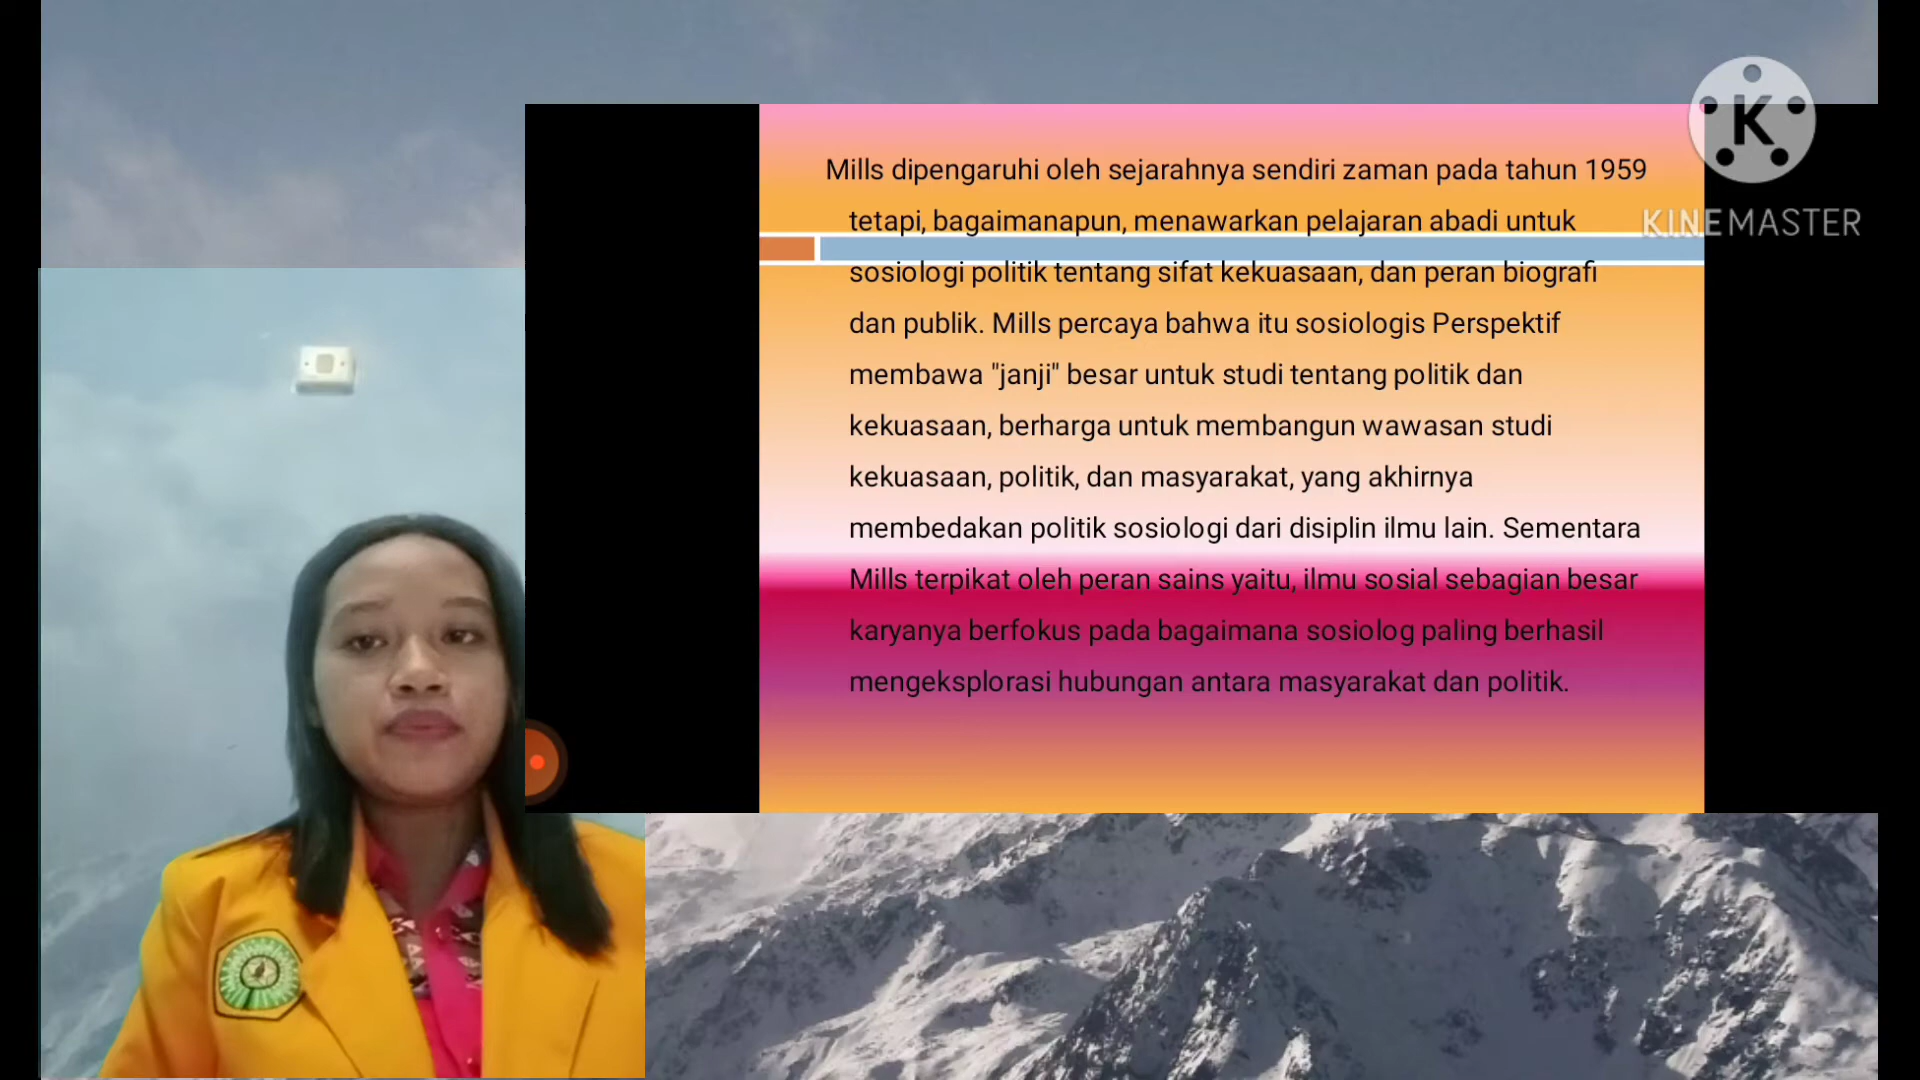 Mills dipengaruhi oleh sejarahnya sendiri zaman pada tahun 1959
tetapi, bagaimanapun, menawarkan pelajaran abadi untuk
sosiologi politik tentang sifat kekuasaan, dan peran biografi
dan publik. Mills percaya bahwa itu sosiologis Perspektif
membawa "janji" besar untuk studi tentang politik dan
kekuasaan, berharga untuk membangun wawasan studi
kekuasaan, politik, dan masyarakat, yang akhirnya
membedakan politik sosiologi dari disiplin ilmu lain. Sementara
Mills terpikat oleh peran sains yaitu, ilmu sosial sebagian besar
karyanya berfokus pada bagaimana sosiolog paling berhasil
mengeksplorasi hubungan antara masyarakat dan politik.
K
KINEMASTER